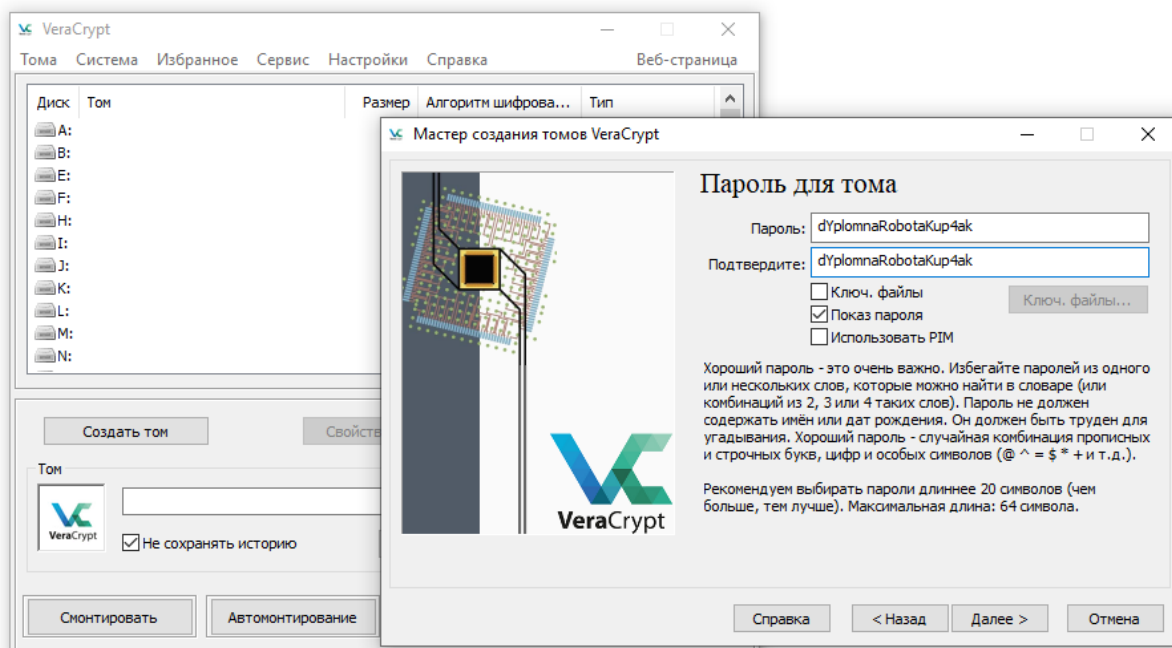 VeraCrypt
Тома Система Избранное Сервис Настройки Справка Веб-страница
Диск Том Размер Алгоритм шифрова... Тип
A:
B:
E:
F:
H:
I:
J:
K:
L:
M:
N:
Создать том
Том
VeraCrypt
Не сохранять историю
Смонтировать Автомонтирование
Мастер создания томов VeraCrypt
VeraCrypt
Пароль для тома
Пароль: dYplomnaRobotaKup4ak
Подтвердите: dYplomnaRobotaKup4ak
Ключ. файлы Ключ. файлы...
Показ пароля
Использовать PIM
Хороший пароль - это очень важно. Избегайте паролей из одного
или нескольких слов, которые можно найти в словаре (или
комбинаций из 2, 3 или 4 таких слов). Пароль не должен
содержать имён или дат рождения. Он должен быть труден для
угадывания. Хороший пароль - случайная комбинация прописных
и строчных букв, цифр и особых символов (@ ^ = $ * + и т.д.).
Рекомендуем выбирать пароли длиннее 20 символов (чем
больше, тем лучше). Максимальная длина: 64 символа.
Справка < Назад Далее > Отмена